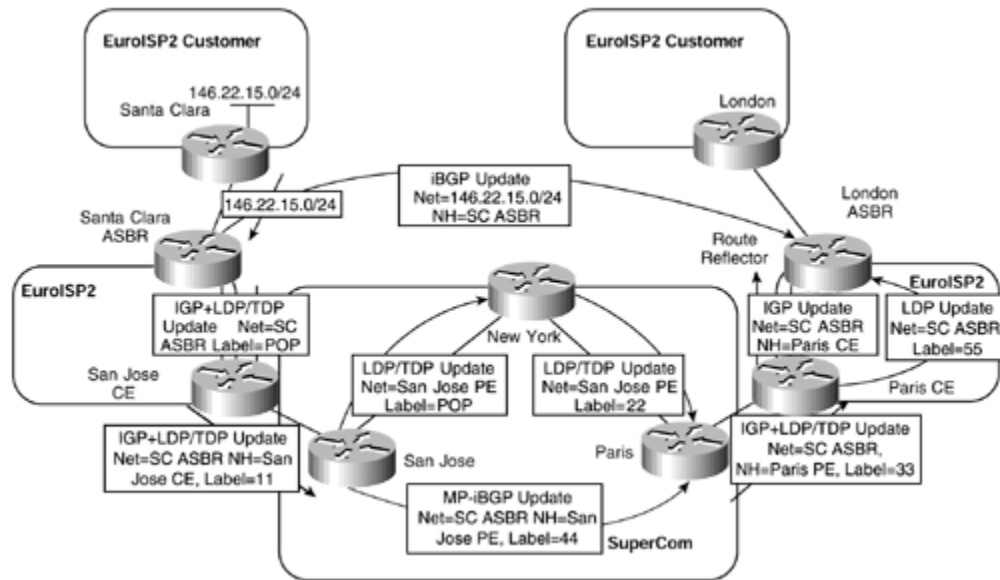 EuroISP2 Customer
146.22.15.0/24
Santa Clara
EuroISP2 Customer
London
146.22.15.0/24
iBGP Update
Net=146.22.15.0/24
NH=SC ASBR
Santa Clara
ASBR
London
ASBR
Route
Reflector
EuroISP2
EuroISP2
IGP+LDP/TDP
Update Net=SC
ASBR Label=POP
New York
IGP Update
Net=SC ASBR
NH=Paris CE
LDP Update
Net=SC ASBR
Label=55
San Jose
CE
LDP/TDP Update
Net=San Jose PE
Label=POP
LDP/TDP Update
Net=San Jose PE
Label=22
Paris CE
IGP+LDP/TDP Update
Net=SC ASBR NH=San
Jose CE, Label=11
San Jose
Paris
IGP+LDP/TDP Update
Net=SC ASBR,
NH=Paris PE, Label=33
MP-iBGP Update
Net=SC ASBR NH=San
Jose PE, Label=44
SuperCom